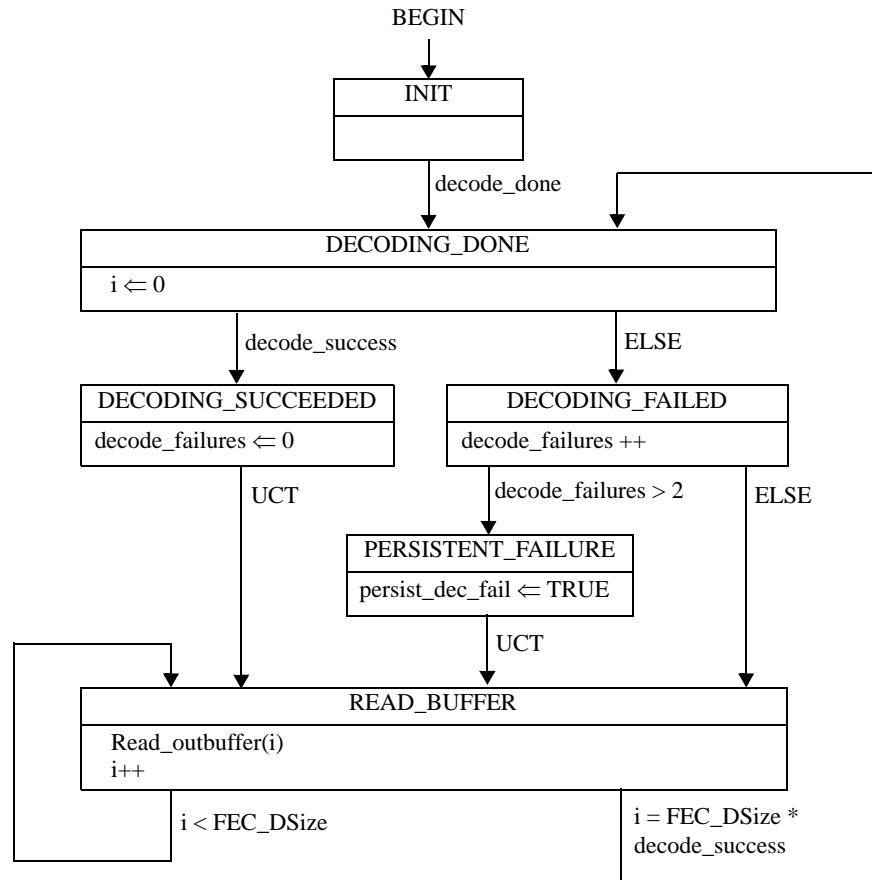 BEGIN
INIT
decode_done
DECODING_DONE
i ⇐ 0
decode_success
ELSE
DECODING_SUCCEEDED
decode_failures ⇐ 0
DECODING_FAILED
decode_failures ++
UCT
decode_failures > 2
ELSE
PERSISTENT_FAILURE
persist_dec_fail ⇐ TRUE
UCT
READ_BUFFER
Read_outbuffer(i)
i++
i < FEC_DSize
i = FEC_DSize *
decode_success